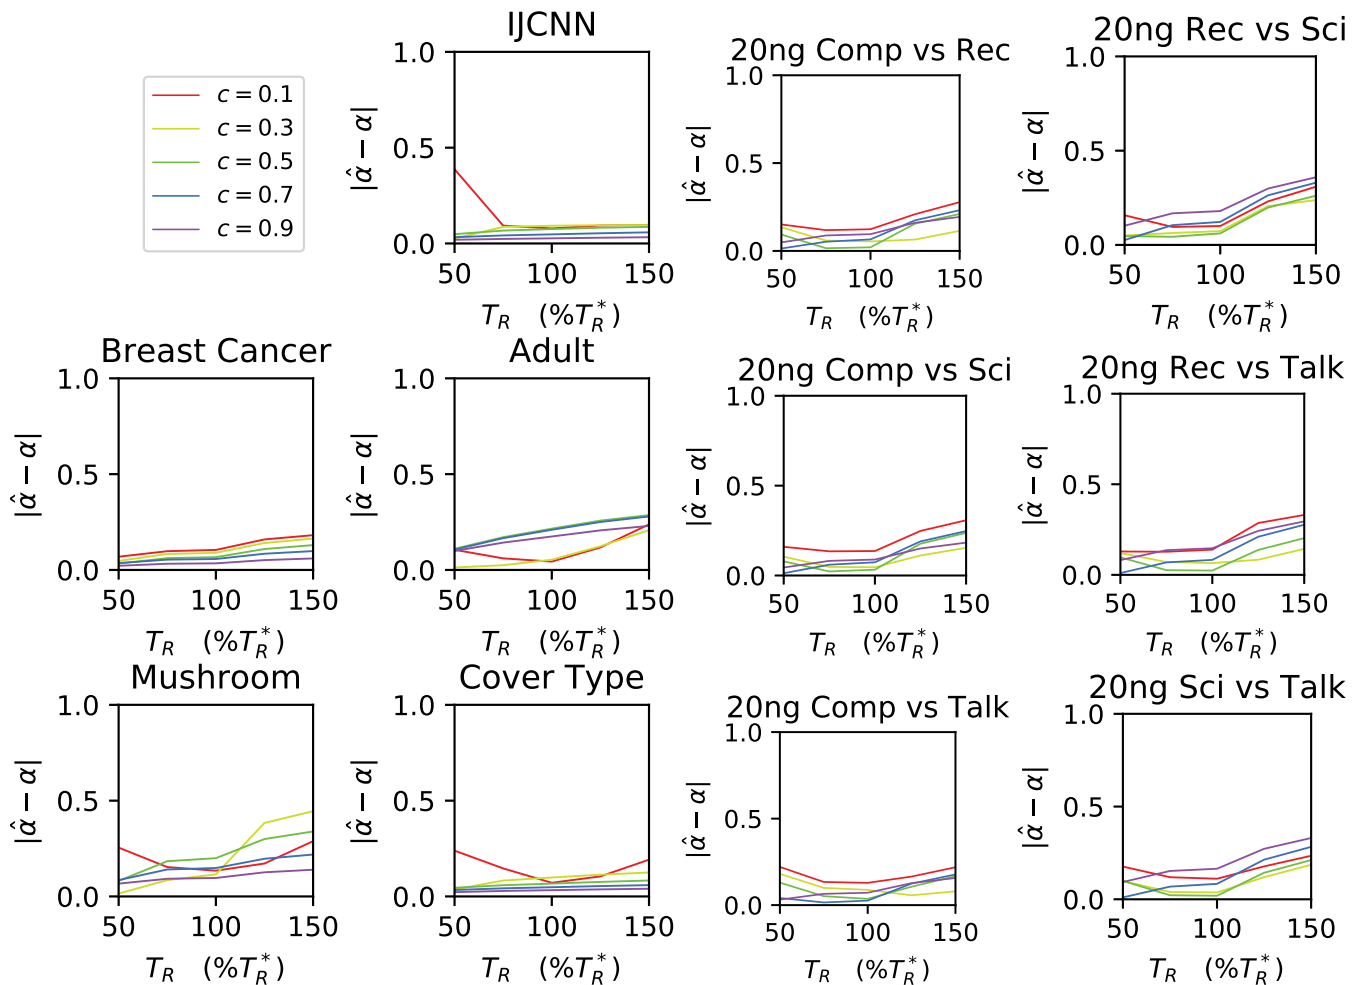 c = 0.1
c = 0.3
c = 0.5
c = 0.7
c = 0.9
IJCNN
1.0
0.5
0.0
|α̂ − α|
50 100 150
T_R (%T_R^*)
20ng Comp vs Rec
1.0
0.5
0.0
|α̂ − α|
50 100 150
T_R (%T_R^*)
20ng Rec vs Sci
1.0
0.5
0.0
|α̂ − α|
50 100 150
T_R (%T_R^*)
Breast Cancer
1.0
0.5
0.0
|α̂ − α|
50 100 150
T_R (%T_R^*)
Adult
1.0
0.5
0.0
|α̂ − α|
50 100 150
T_R (%T_R^*)
20ng Comp vs Sci
1.0
0.5
0.0
|α̂ − α|
50 100 150
T_R (%T_R^*)
20ng Rec vs Talk
1.0
0.5
0.0
|α̂ − α|
50 100 150
T_R (%T_R^*)
Mushroom
1.0
0.5
0.0
|α̂ − α|
50 100 150
T_R (%T_R^*)
Cover Type
1.0
0.5
0.0
|α̂ − α|
50 100 150
T_R (%T_R^*)
20ng Comp vs Talk
1.0
0.5
0.0
|α̂ − α|
50 100 150
T_R (%T_R^*)
20ng Sci vs Talk
1.0
0.5
0.0
|α̂ − α|
50 100 150
T_R (%T_R^*)